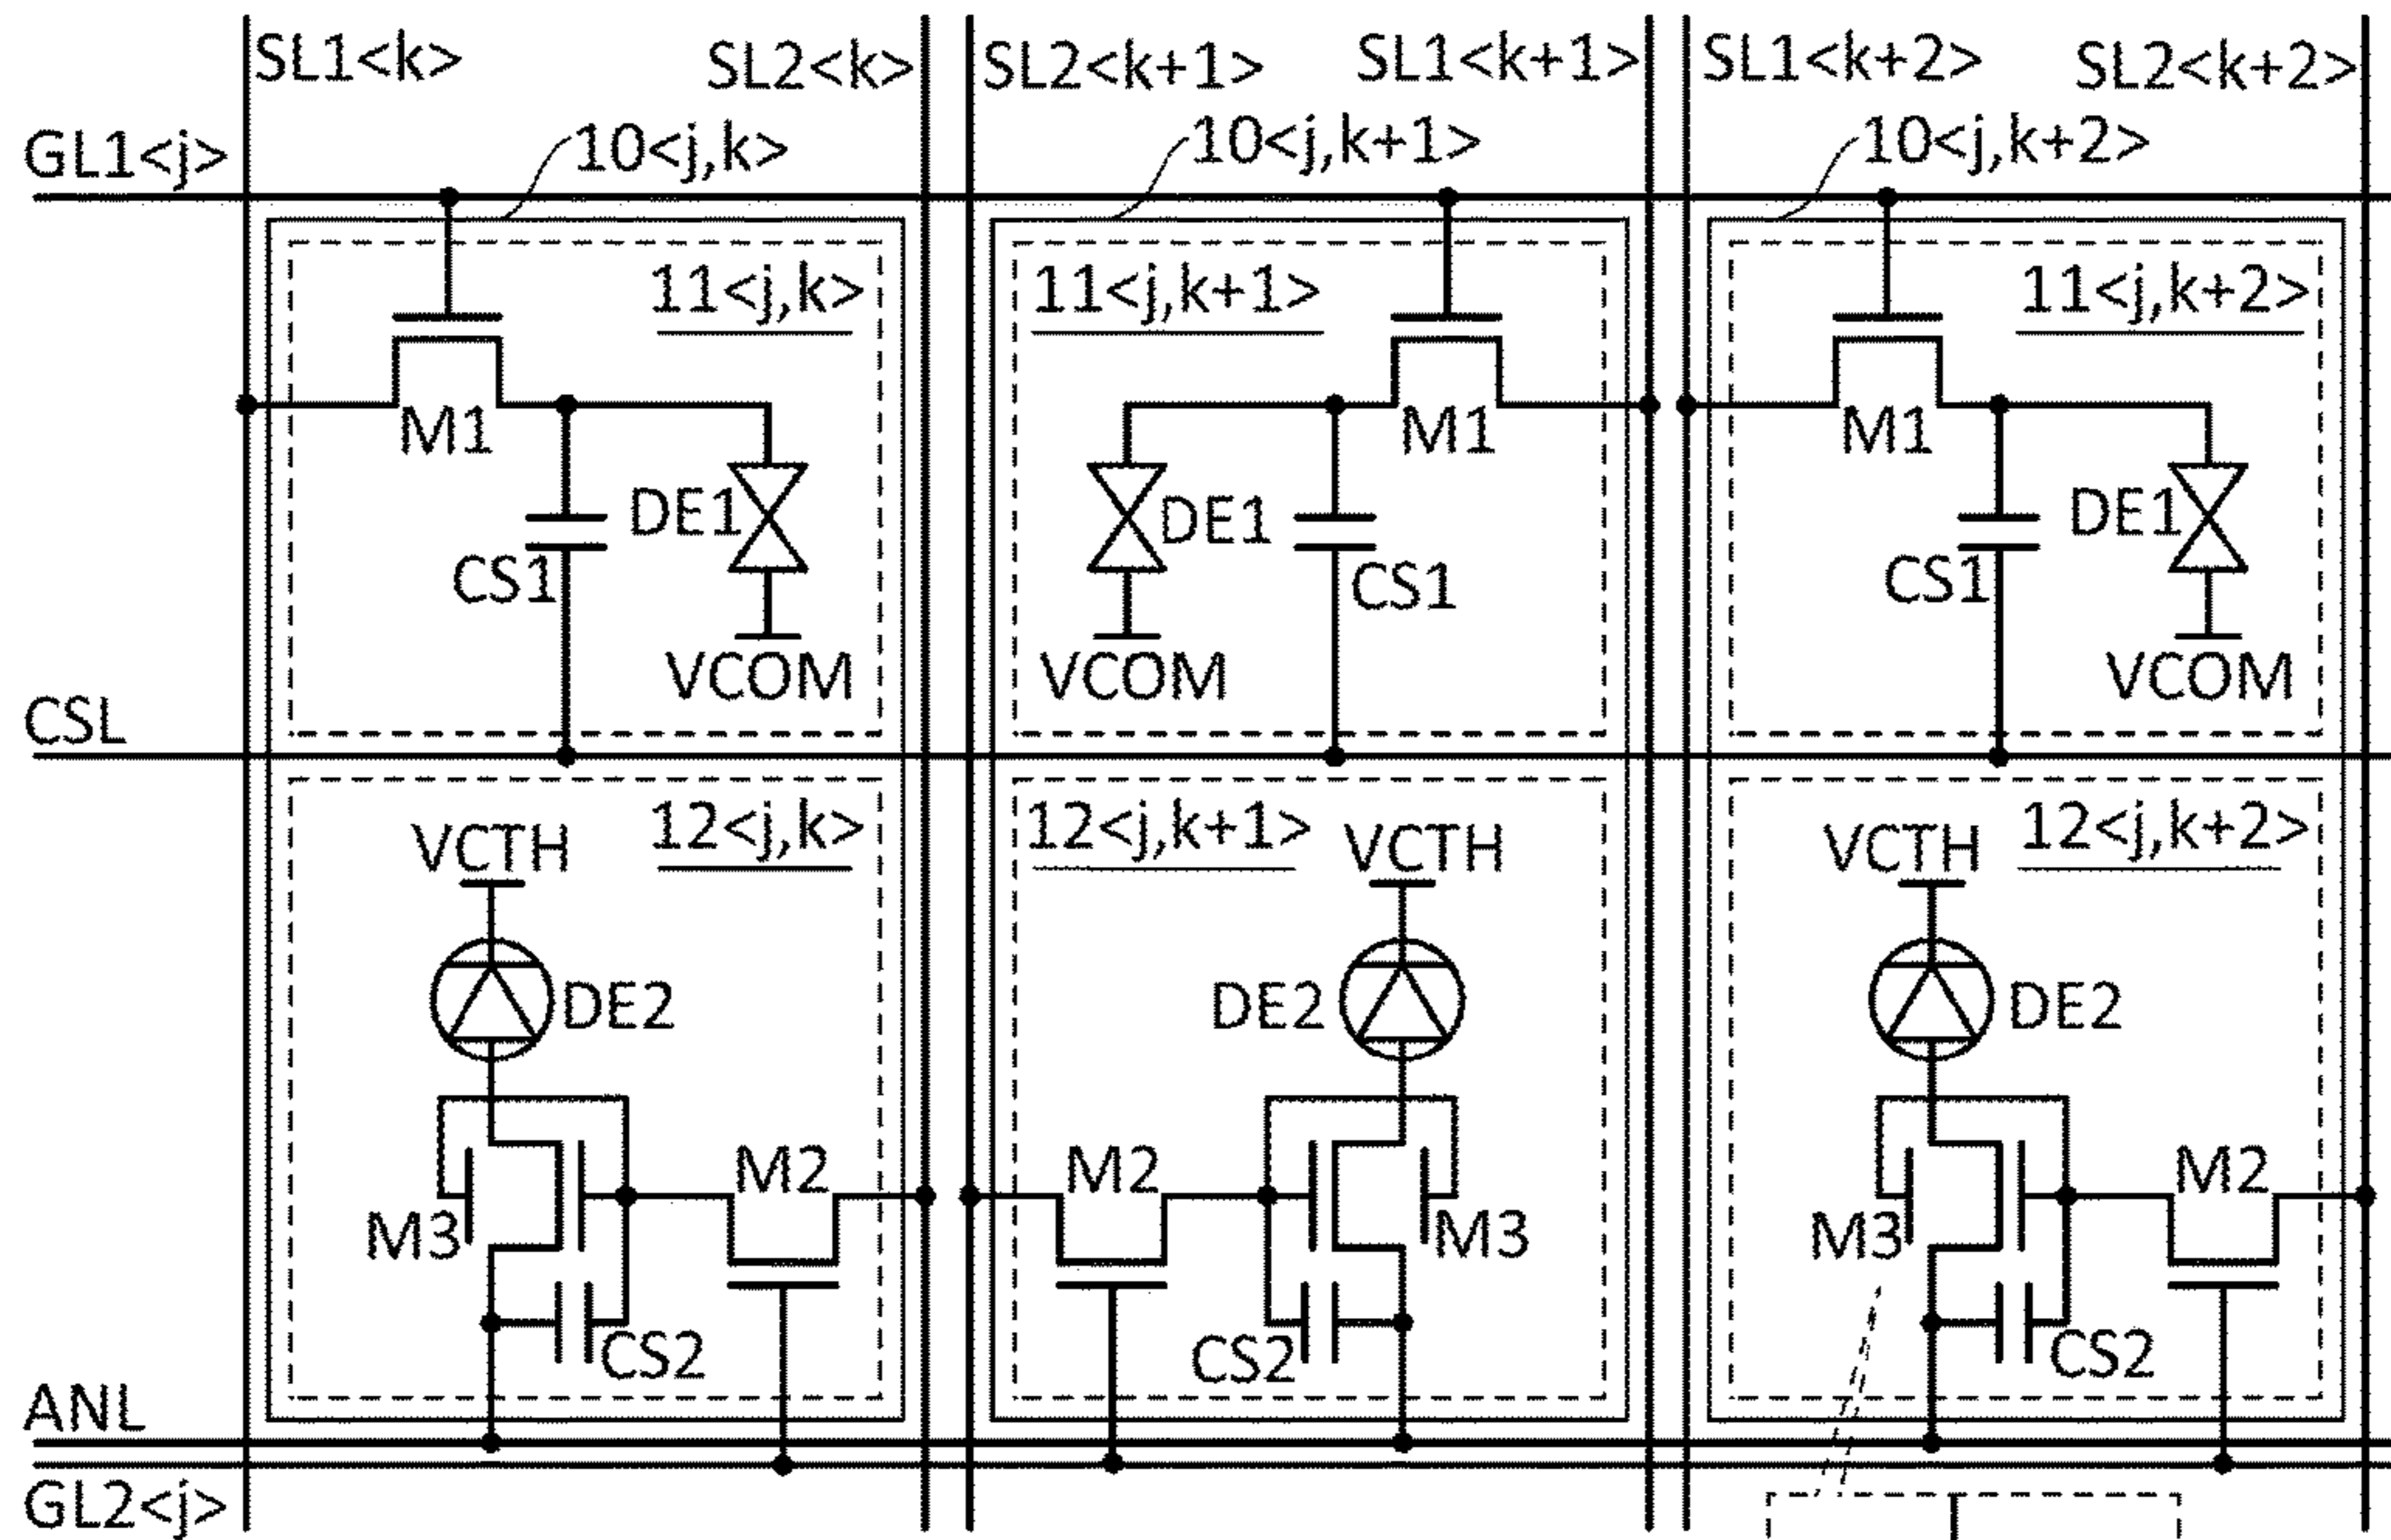 SL1<k> SL2<k> SL2<k+1> SL1<k+1> SL1<k+2> SL2<k+2>
GL1<j> 10<j,k> 10<j,k+1> 10<j,k+2>
11<j,k> 11<j,k+1> 11<j,k+2>
M1 M1 M1
DE1 DE1 DE1
CS1 CS1 CS1
VCOM VCOM VCOM
CSL
12<j,k> 12<j,k+1> 12<j,k+2>
VCTH VCTH VCTH
DE2 DE2 DE2
M2 M2 M2
M3 M3 M3
CS2 CS2 CS2
ANL
GL2<j>